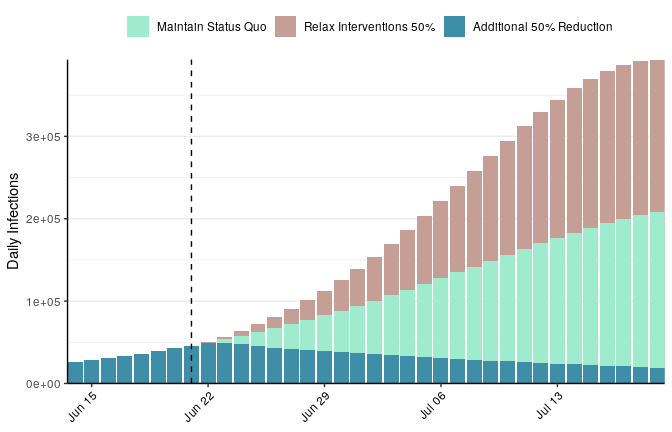 Maintain Status Quo Relax Interventions 50% Additional 50% Reduction
Daily Infections
3e+05
2e+05
1e+05
0e+00
Jun 15 Jun 22 Jun 29 Jul 06 Jul 13